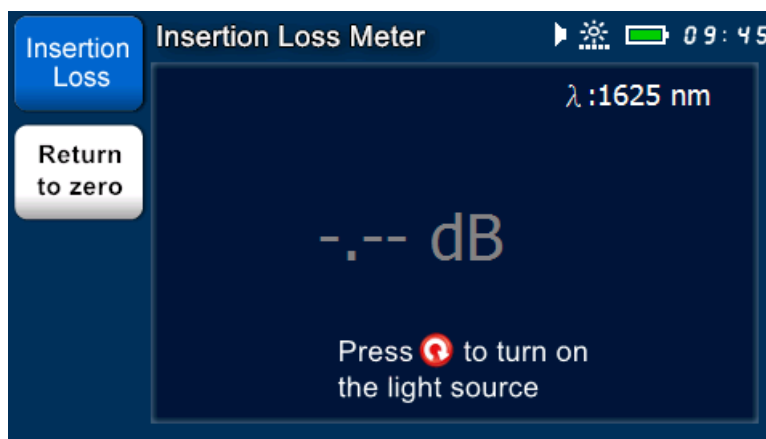 Insertion Loss Meter
09:45
Insertion
Loss
λ:1625 nm
Return
to zero
-.-- dB
Press to turn on
the light source